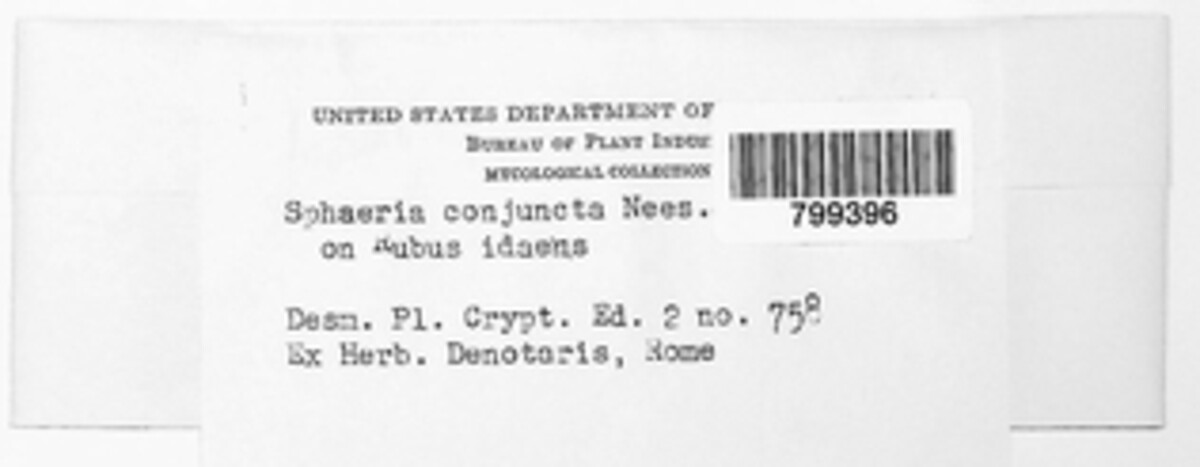 UNITED STATES DEPARTMENT OF
BUREAU OF PLANT INDUS
MYCOLOGICAL COLLECTION
799396
Sphaeria conjuncta Nees.
on Rubus idaens
Desm. Pl. Crypt. Ed. 2 no. 758
Ex Herb. Denotaris, Rome